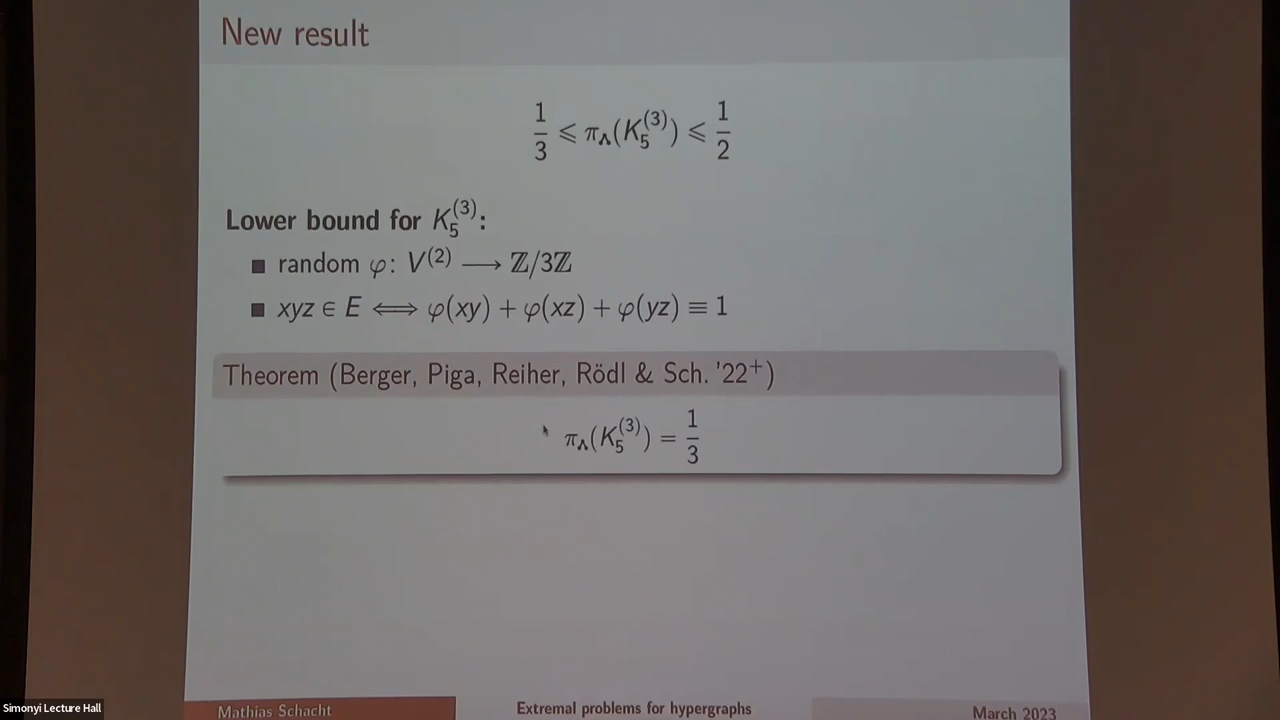 New result
1/3 ⩽ π_Λ(K_5^(3)) ⩽ 1/2
Lower bound for K_5^(3):
■ random φ: V^(2) ⟶ ℤ/3ℤ
■ xyz ∈ E ⟺ φ(xy) + φ(xz) + φ(yz) ≡ 1
Theorem (Berger, Piga, Reiher, Rödl & Sch. '22⁺)
π_Λ(K_5^(3)) = 1/3
Mathias Schacht
Extremal problems for hypergraphs
March 2023
Simonyi Lecture Hall